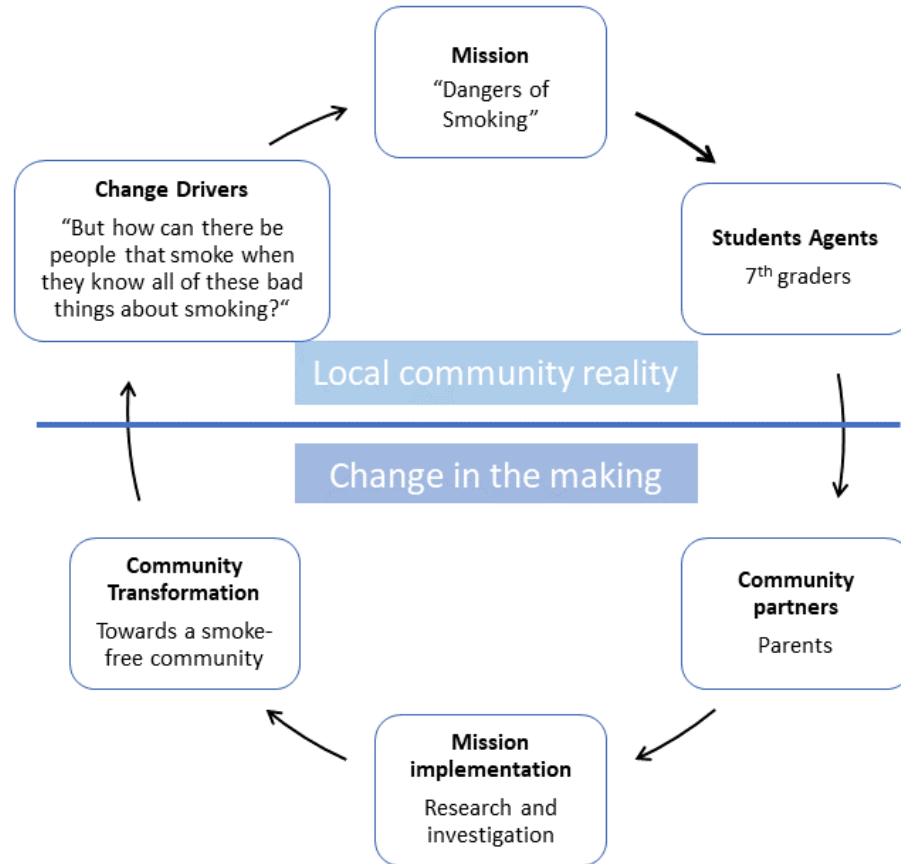 Mission
“Dangers of
Smoking”
Change Drivers
“But how can there be
people that smoke when
they know all of these bad
things about smoking?“
Students Agents
7th graders
Local community reality
Change in the making
Community
Transformation
Towards a smoke-
free community
Community
partners
Parents
Mission
implementation
Research and
investigation